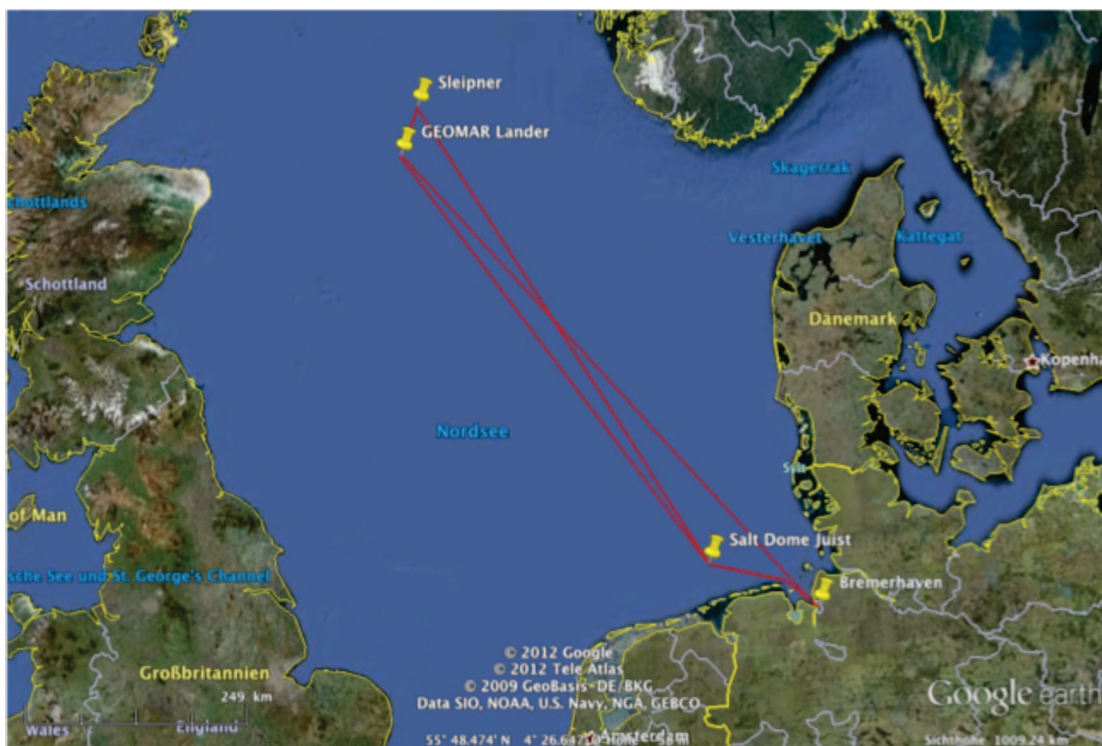 Sleipner
GEOMAR Lander
Skagerrak
chottlands
Vesterhavet
Kattegat
Schottland
Dänemark
Kopenha
Nordsee
Sylt
of Man
Salt Dome Juist
sche See und St. George's Channel
Bremerhaven
© 2012 Google
© 2012 Tele Atlas
© 2009 GeoBasis-DE/BKG
Data SIO, NOAA, U.S. Navy, NGA, GEBCO
Großbritannien
249 km
Google earth
Wales
England
Amsterdam
55° 48.474' N
Sichthöhe 1009.24 km